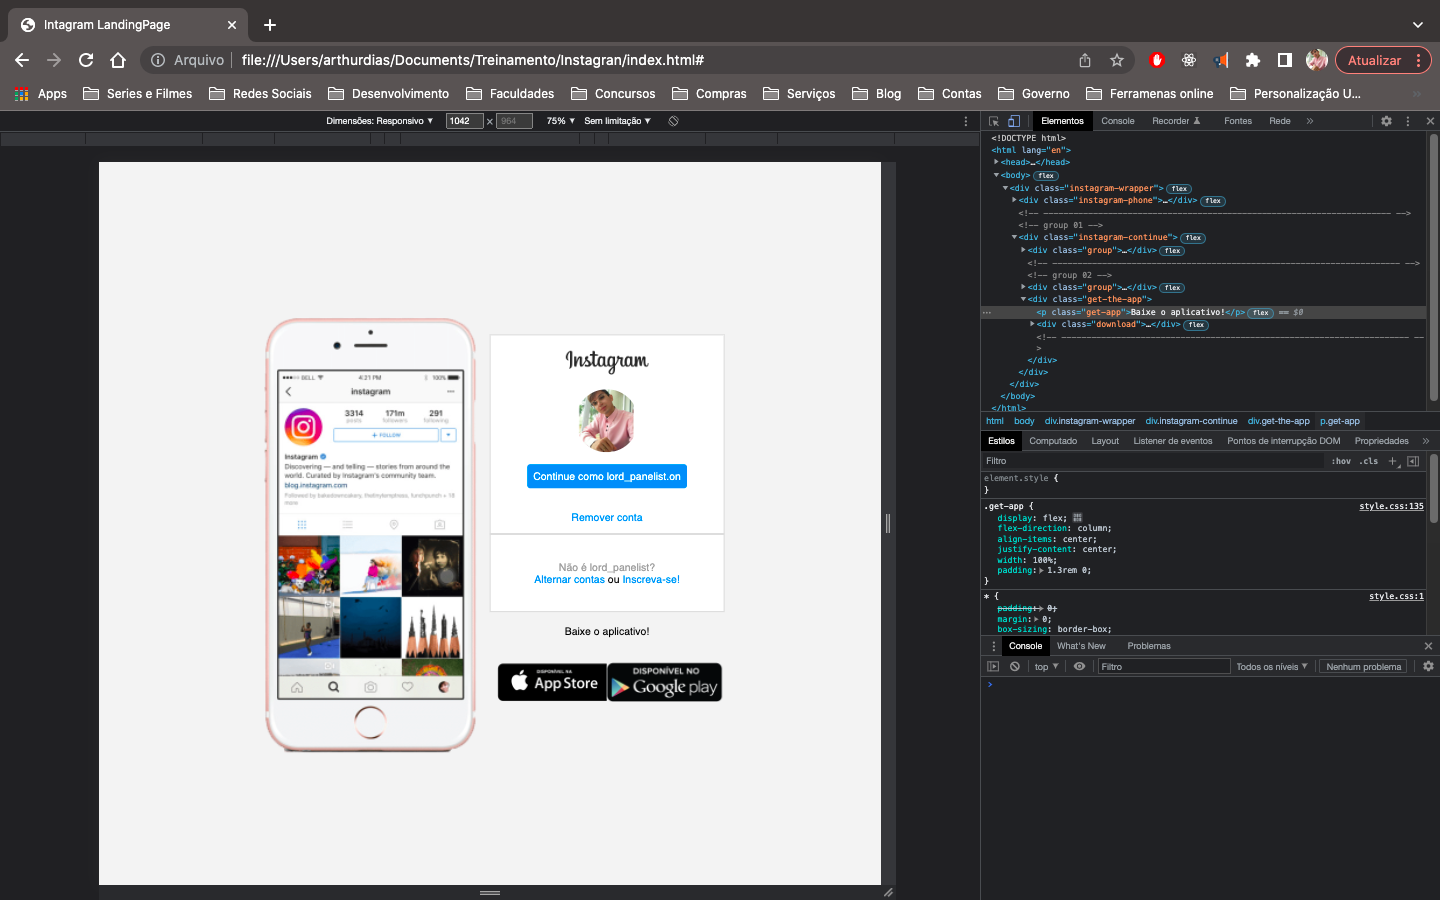 Intagram LandingPage
Arquivo file:///Users/arthurdias/Documents/Treinamento/Instagran/index.html#
Atualizar
Apps Series e Filmes Redes Sociais Desenvolvimento Faculdades Concursos Compras Serviços Blog Contas Governo Ferramenas online Personalização U...
Dimensões: Responsivo 1042 × 964 75% Sem limitação
Elementos Console Recorder Fontes Rede »
<!DOCTYPE html>
<html lang="en">
<head>…</head>
<body> flex
<div class="instagram-wrapper"> flex
<div class="instagram-phone">…</div> flex
<!-- group 01 -->
<div class="instagram-continue"> flex
<div class="group">…</div> flex
<!-- group 02 -->
<div class="group">…</div> flex
<div class="get-the-app">
<p class="get-app">Baixe o aplicativo!</p> flex == $0
<div class="download">…</div> flex
</div>
</div>
</div>
</body>
</html>
html body div.instagram-wrapper div.instagram-continue div.get-the-app p.get-app
Estilos Computado Layout Listener de eventos Pontos de interrupção DOM Propriedades »
Filtro :hov .cls +
element.style {
}
.get-app { style.css:135
display: flex;
flex-direction: column;
align-items: center;
justify-content: center;
width: 100%;
padding: 1.3rem 0;
}
* { style.css:1
padding: 0;
margin: 0;
box-sizing: border-box;
Console What's New Problemas
top Filtro Todos os níveis Nenhum problema
BELL 4:21 PM 100%
instagram
3314 171m 291
posts followers following
+ FOLLOW
Instagram
Discovering — and telling — stories from around the
world. Curated by Instagram's community team.
blog.instagram.com
Instagram
Continue como lord_panelist.on
Remover conta
Não é lord_panelist?
Alternar contas ou Inscreva-se!
Baixe o aplicativo!
DISPONÍVEL NA
App Store
DISPONÍVEL NO
Google play